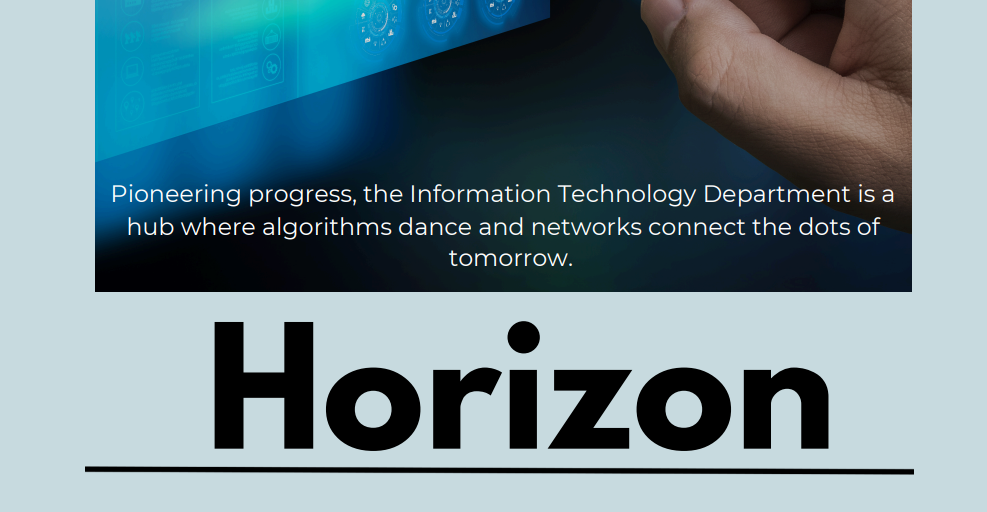 Pioneering progress, the Information Technology Department is a
hub where algorithms dance and networks connect the dots of
tomorrow.
Horizon